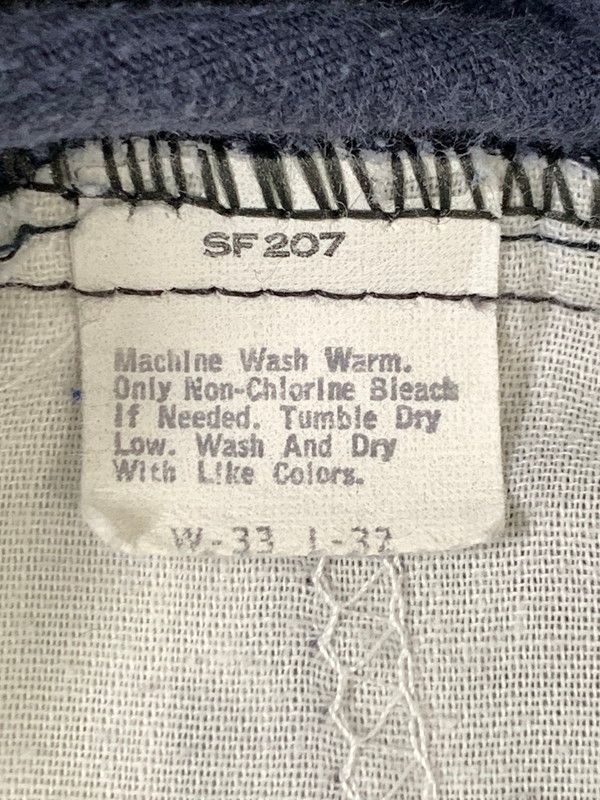 SF207
Machine Wash Warm.
Only Non-Chlorine Bleach
If Needed. Tumble Dry
Low. Wash And Dry
With Like Colors.
W-33 L-32